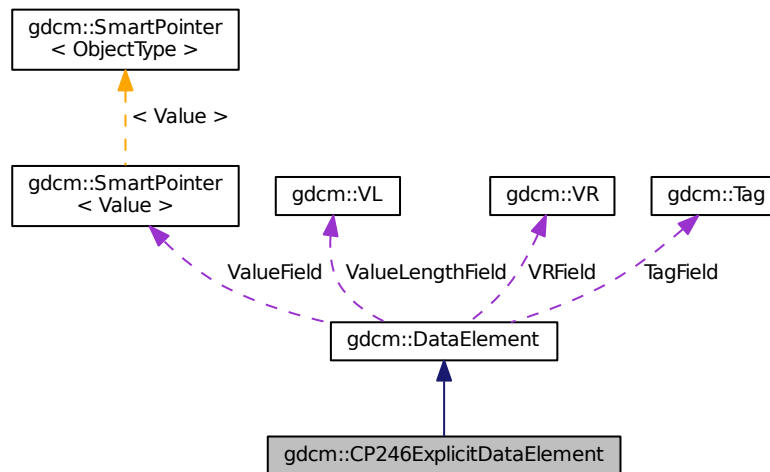 gdcm::SmartPointer
< ObjectType >
< Value >
gdcm::SmartPointer
< Value >
gdcm::VL
gdcm::VR
gdcm::Tag
ValueField
ValueLengthField
VRField
TagField
gdcm::DataElement
gdcm::CP246ExplicitDataElement